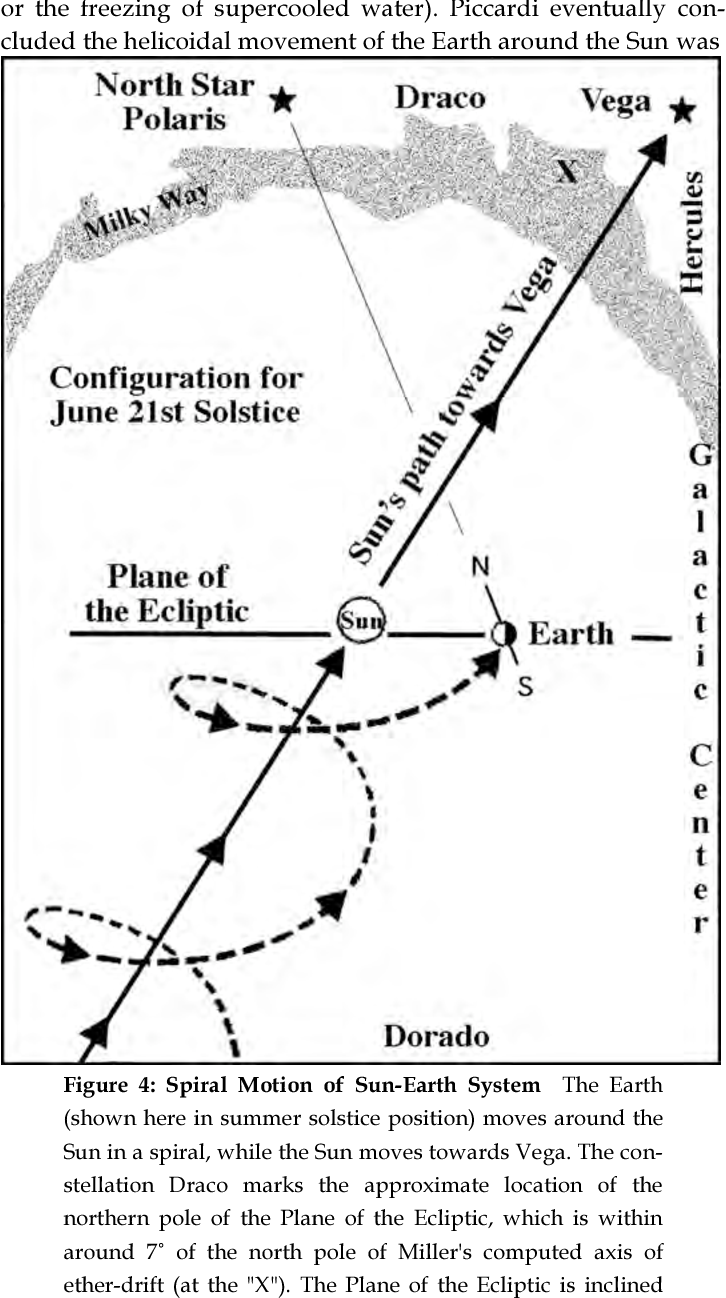 or the freezing of supercooled water). Piccardi eventually con-
cluded the helicoidal movement of the Earth around the Sun was
North Star
Polaris
Draco
Vega
X
Milky Way
Hercules
Sun's path towards Vega
Configuration for
June 21st Solstice
Galactic Center
Plane of
the Ecliptic
N
Sun
Earth
S
Dorado
Figure 4: Spiral Motion of Sun-Earth System The Earth
(shown here in summer solstice position) moves around the
Sun in a spiral, while the Sun moves towards Vega. The con-
stellation Draco marks the approximate location of the
northern pole of the Plane of the Ecliptic, which is within
around 7˚ of the north pole of Miller's computed axis of
ether-drift (at the "X"). The Plane of the Ecliptic is inclined